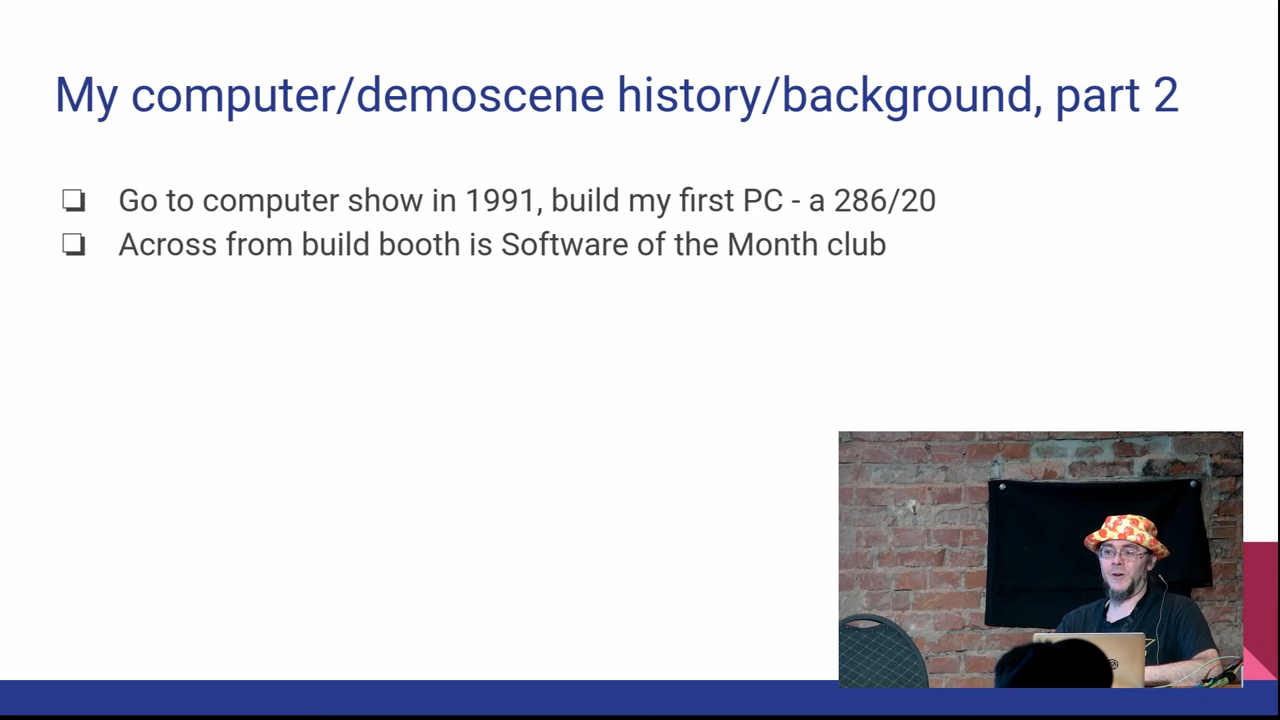 My computer/demoscene history/background, part 2
❏ Go to computer show in 1991, build my first PC - a 286/20
❏ Across from build booth is Software of the Month club